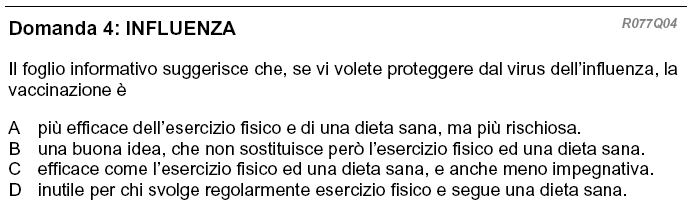 Domanda 4: INFLUENZA R077Q04
Il foglio informativo suggerisce che, se vi volete proteggere dal virus dell'influenza, la
vaccinazione è
A più efficace dell'esercizio fisico e di una dieta sana, ma più rischiosa.
B una buona idea, che non sostituisce però l'esercizio fisico ed una dieta sana.
C efficace come l'esercizio fisico ed una dieta sana, e anche meno impegnativa.
D inutile per chi svolge regolarmente esercizio fisico e segue una dieta sana.